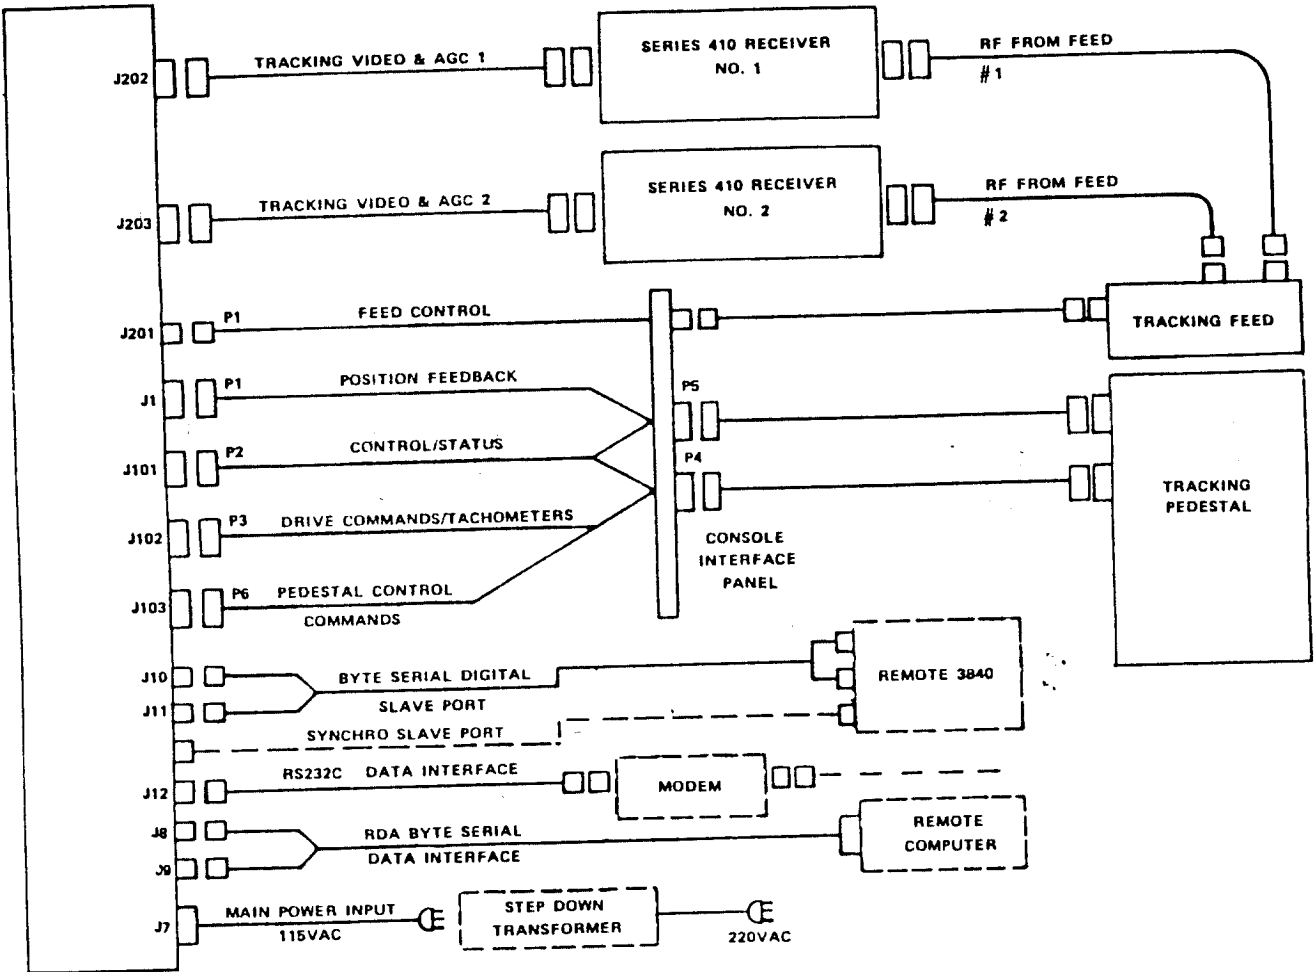 J202
TRACKING VIDEO & AGC 1
SERIES 410 RECEIVER
NO. 1
RF FROM FEED
#1
J203
TRACKING VIDEO & AGC 2
SERIES 410 RECEIVER
NO. 2
RF FROM FEED
#2
J201
P1
FEED CONTROL
TRACKING FEED
J1
P1
POSITION FEEDBACK
P5
J101
P2
CONTROL/STATUS
P4
TRACKING
PEDESTAL
J102
P3
DRIVE COMMANDS/TACHOMETERS
CONSOLE
INTERFACE
PANEL
J103
P6
PEDESTAL CONTROL
COMMANDS
J10
J11
BYTE SERIAL DIGITAL
SLAVE PORT
REMOTE 3840
SYNCHRO SLAVE PORT
J12
RS232C DATA INTERFACE
MODEM
J8
J9
RDA BYTE SERIAL
DATA INTERFACE
REMOTE
COMPUTER
J7
MAIN POWER INPUT
115VAC
STEP DOWN
TRANSFORMER
220VAC